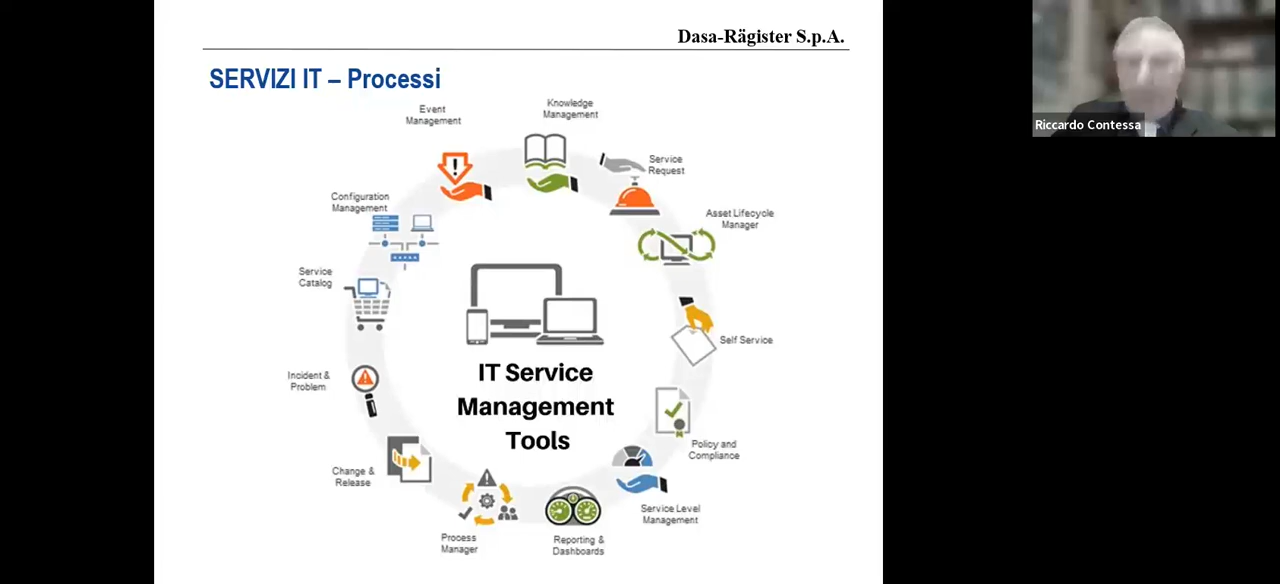 Dasa-Rägister S.p.A.
SERVIZI IT – Processi
Event
Management
Knowledge
Management
Service
Request
Asset Lifecycle
Manager
Self Service
Policy and
Compliance
Service Level
Management
Reporting &
Dashboards
Process
Manager
Change &
Release
Incident &
Problem
Service
Catalog
Configuration
Management
IT Service
Management
Tools
Riccardo Contessa